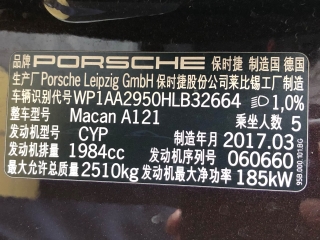 品牌 PORSCHE 保时捷 制造国 德国
生产厂 Porsche Leipzig GmbH 保时捷股份公司莱比锡工厂制造
车辆识别代号 WP1AA2950HLB32664 1,0%
整车型号 Macan A121 乘坐人数 5
发动机型号 CYP 制造年月 2017.03
发动机排量 1984cc 发动机序列号 060660
最大允许总质量 2510kg 发动机最大净功率 185kW
95B.000.101.BG